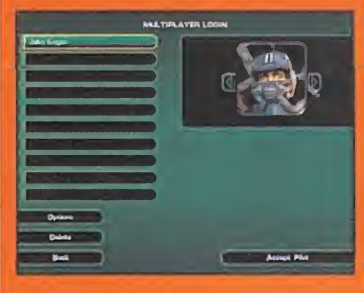 MULTIPLAYER LOGIN
Jake Logan
Options
Delete
Back
Accept Pilot